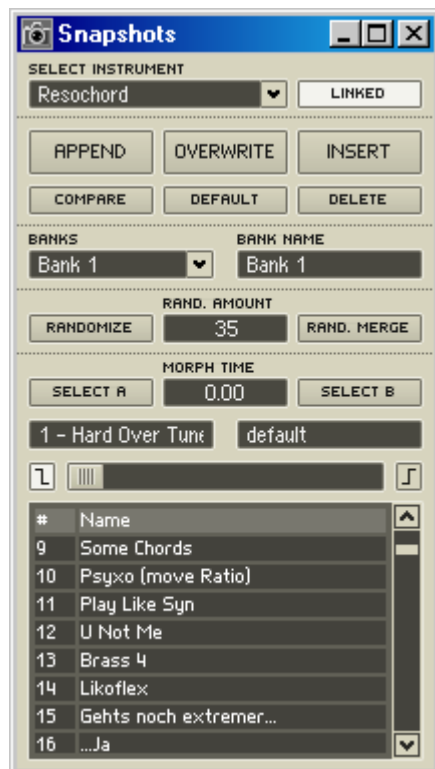 Snapshots
SELECT INSTRUMENT
Resochord LINKED
APPEND OVERWRITE INSERT
COMPARE DEFAULT DELETE
BANKS BANK NAME
Bank 1 Bank 1
RAND. AMOUNT
RANDOMIZE 35 RAND. MERGE
MORPH TIME
SELECT A 0.00 SELECT B
1 - Hard Over Tune default
# Name
9 Some Chords
10 Psyxo (move Ratio)
11 Play Like Syn
12 U Not Me
13 Brass 4
14 Likoflex
15 Gehts noch extremer...
16 ...Ja